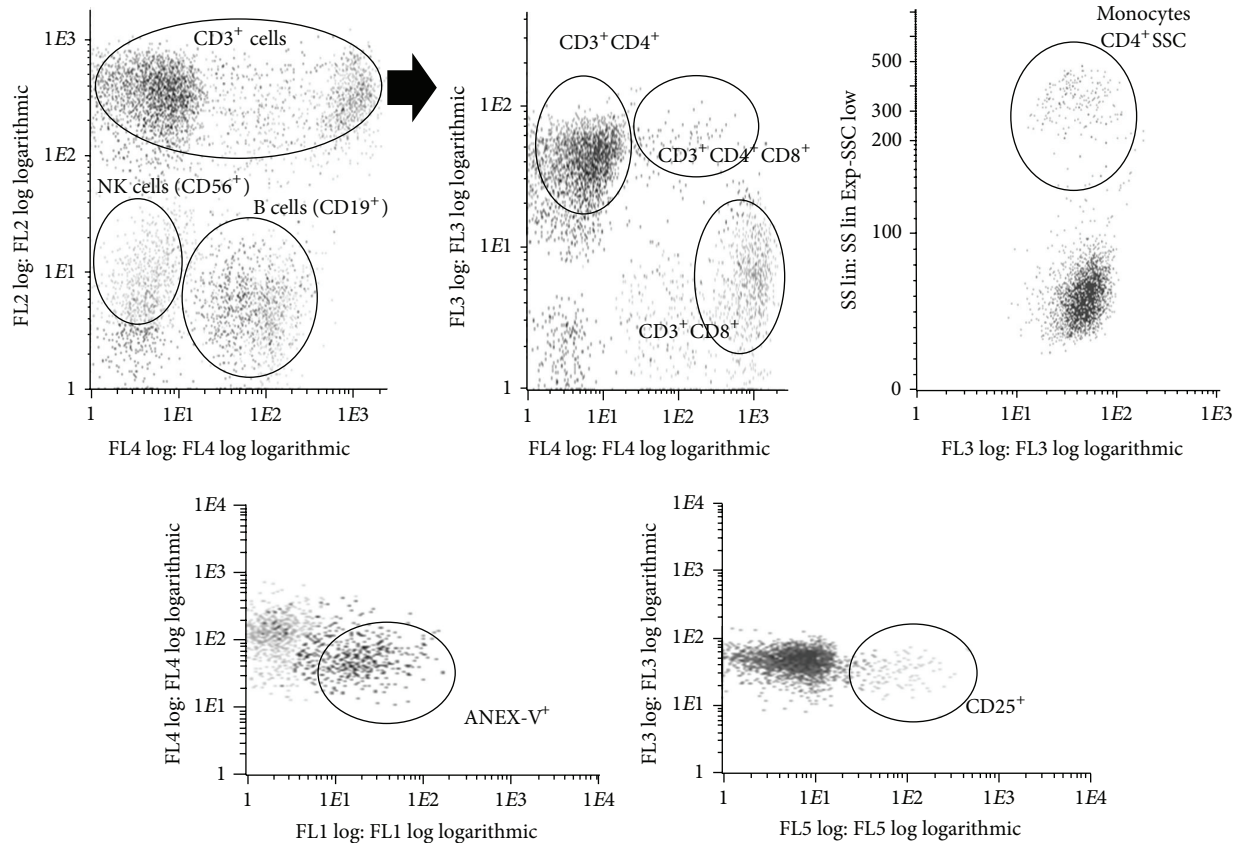 1E3
1E2
1E1
1
FL2 log: FL2 log logarithmic
CD3⁺ cells
NK cells (CD56⁺)
B cells (CD19⁺)
1 1E1 1E2 1E3
FL4 log: FL4 log logarithmic
1E2
1E1
1
FL3 log: FL3 log logarithmic
CD3⁺CD4⁺
CD3⁺CD4⁺CD8⁺
CD3⁺CD8⁺
1 1E1 1E2 1E3
FL4 log: FL4 log logarithmic
Monocytes
CD4⁺SSC
500
300
200
100
0
SS lin: SS lin Exp-SSC low
1 1E1 1E2 1E3
FL3 log: FL3 log logarithmic
1E4
1E3
1E2
1E1
1
FL4 log: FL4 log logarithmic
ANEX-V⁺
1 1E1 1E2 1E3 1E4
FL1 log: FL1 log logarithmic
1E4
1E3
1E2
1E1
1
FL3 log: FL3 log logarithmic
CD25⁺
1 1E1 1E2 1E3 1E4
FL5 log: FL5 log logarithmic